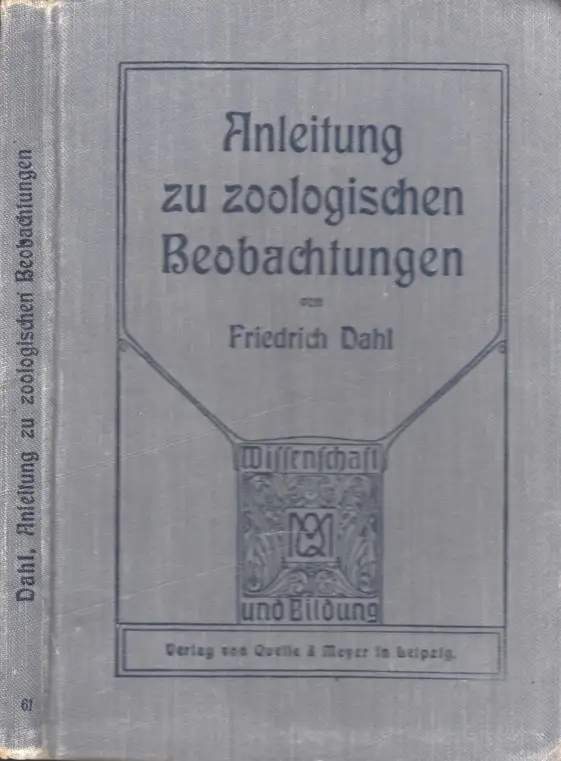 Anleitung
zu zoologischen
Beobachtungen
von
Friedrich Dahl
Wissenschaft
und Bildung
Verlag von Quelle & Meyer in Leipzig.
Dahl, Anleitung zu zoologischen Beobachtungen
61